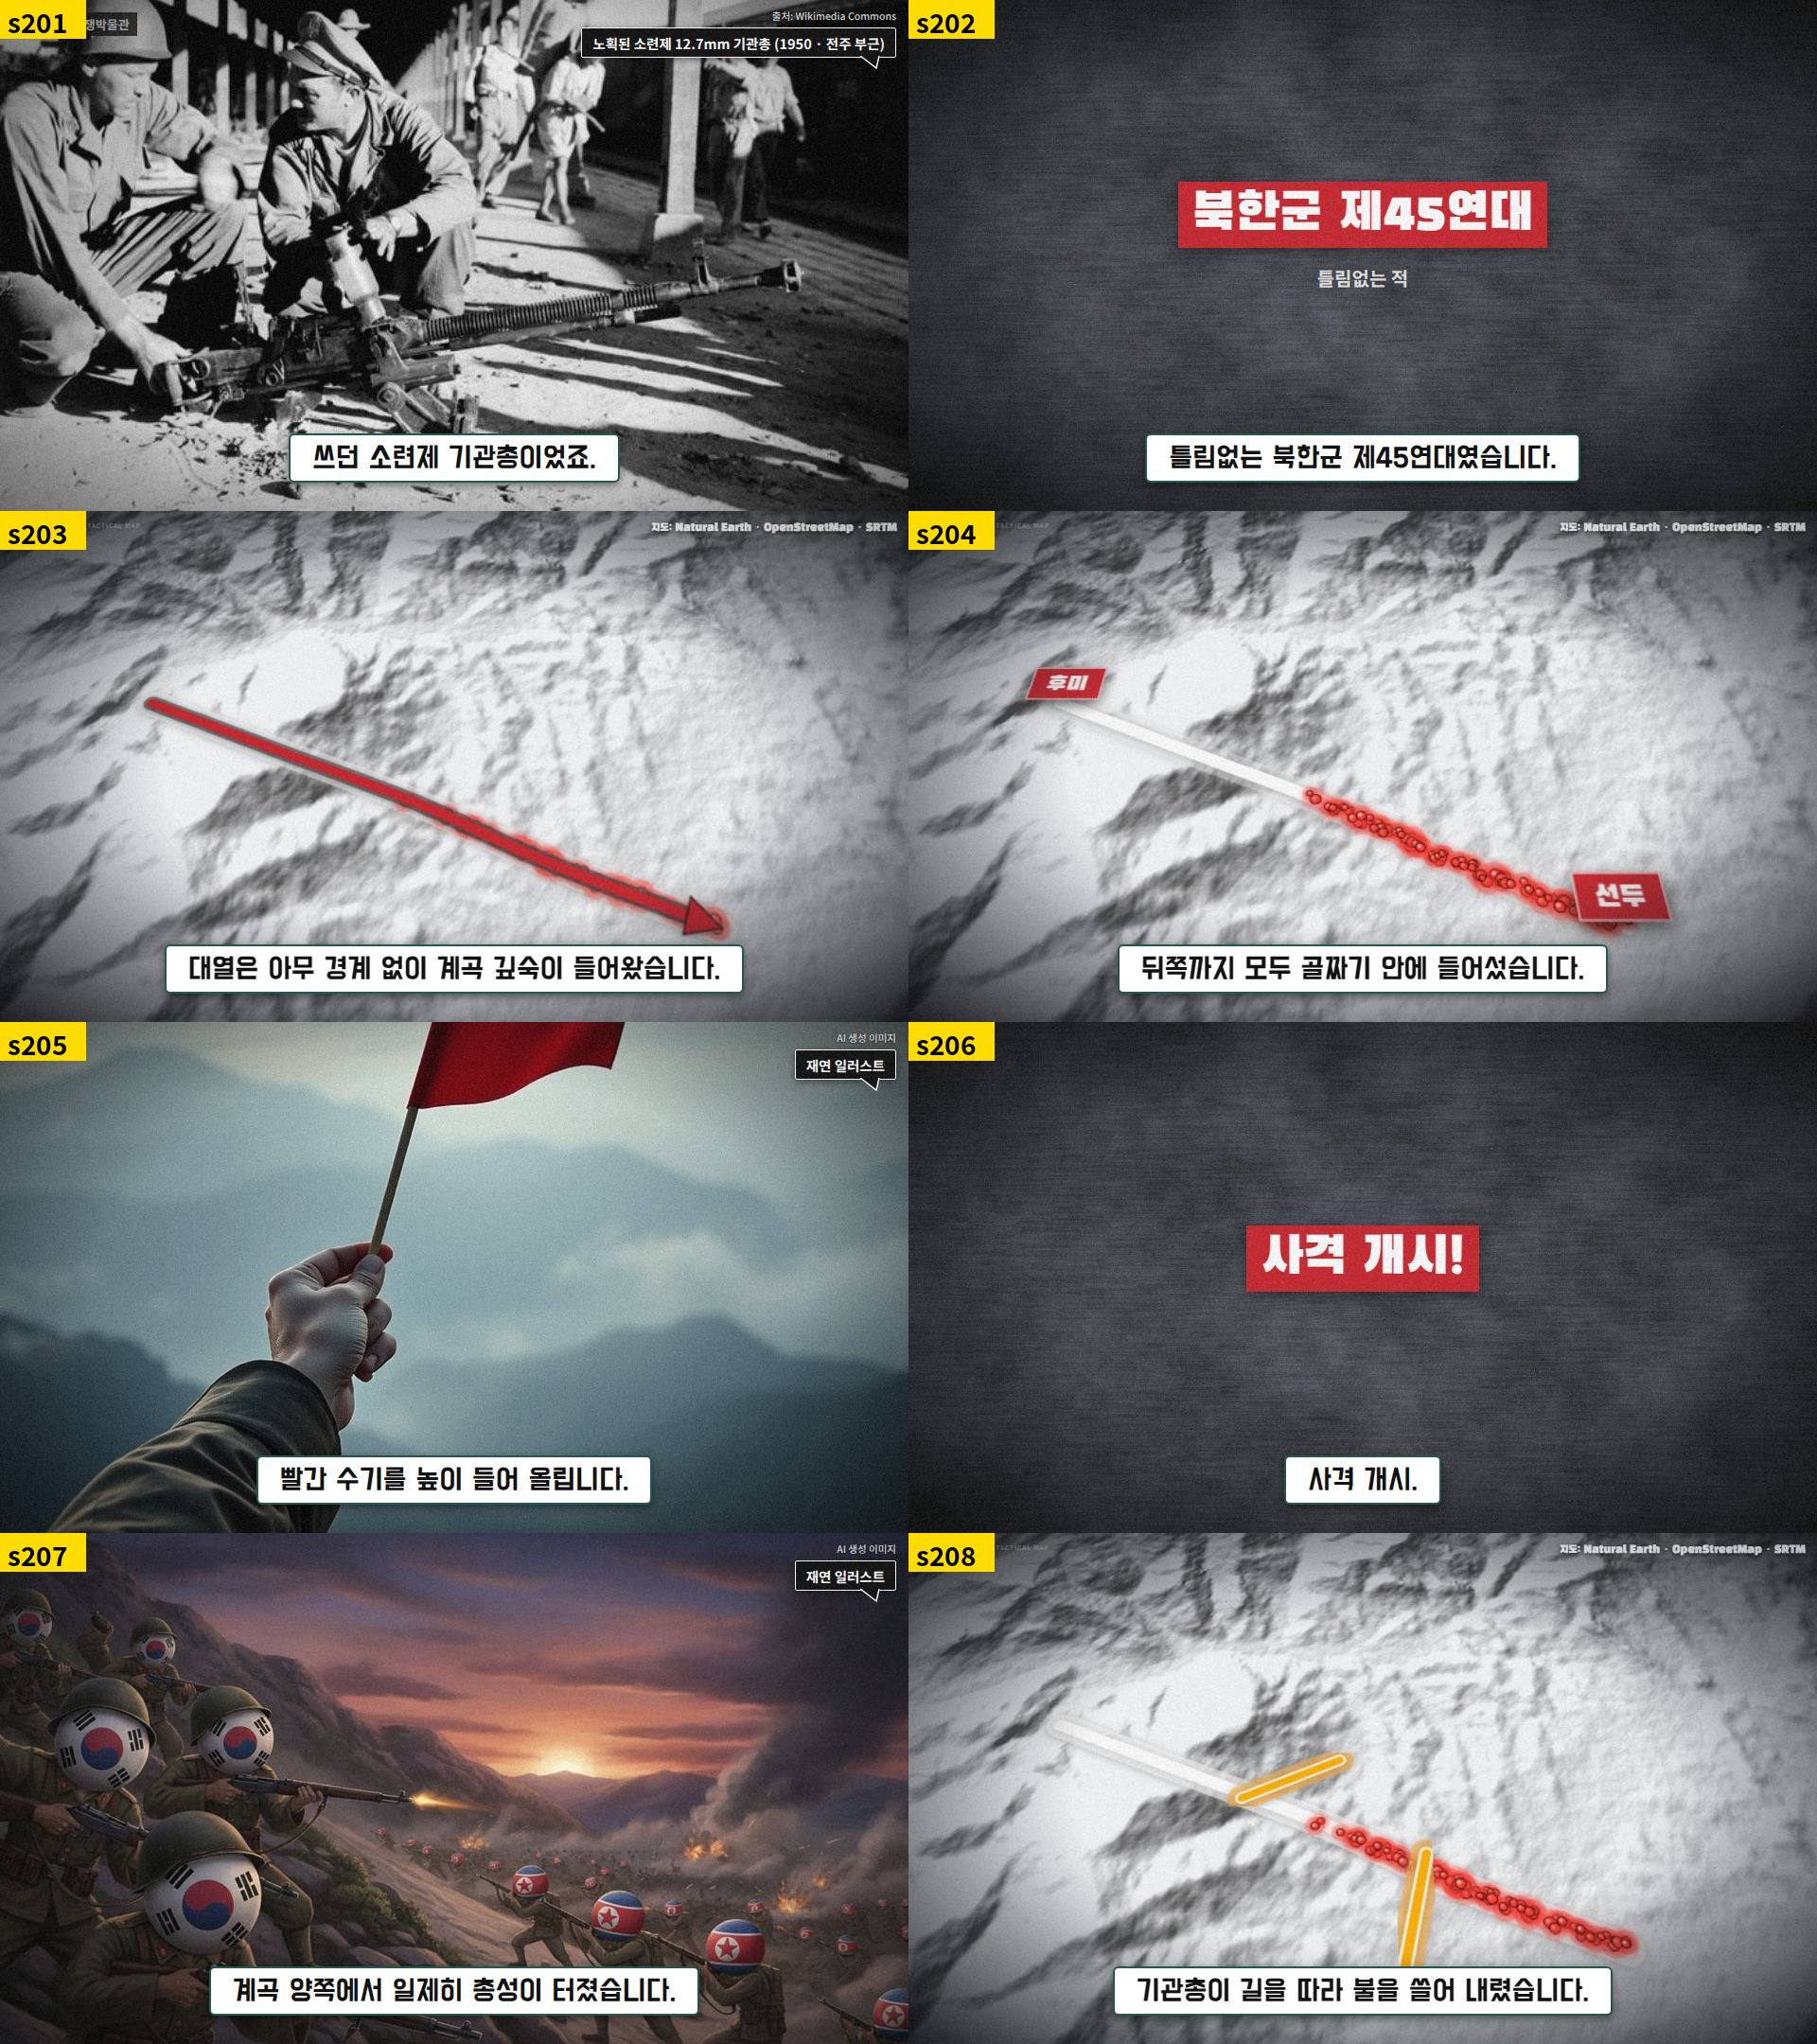 s201
쟁박물관
출처: Wikimedia Commons
노획된 소련제 12.7mm 기관총 (1950 · 전주 부근)
쓰던 소련제 기관총이었죠.
s202
북한군 제45연대
틀림없는 적
틀림없는 북한군 제45연대였습니다.
s203
TACTICAL MAP
지도: Natural Earth · OpenStreetMap · SRTM
대열은 아무 경계 없이 계곡 깊숙이 들어왔습니다.
s204
TACTICAL MAP
지도: Natural Earth · OpenStreetMap · SRTM
후미
선두
뒤쪽까지 모두 골짜기 안에 들어섰습니다.
s205
AI 생성 이미지
재연 일러스트
빨간 수기를 높이 들어 올립니다.
s206
사격 개시!
사격 개시.
s207
AI 생성 이미지
재연 일러스트
계곡 양쪽에서 일제히 총성이 터졌습니다.
s208
TACTICAL MAP
지도: Natural Earth · OpenStreetMap · SRTM
기관총이 길을 따라 불을 쓸어 내렸습니다.